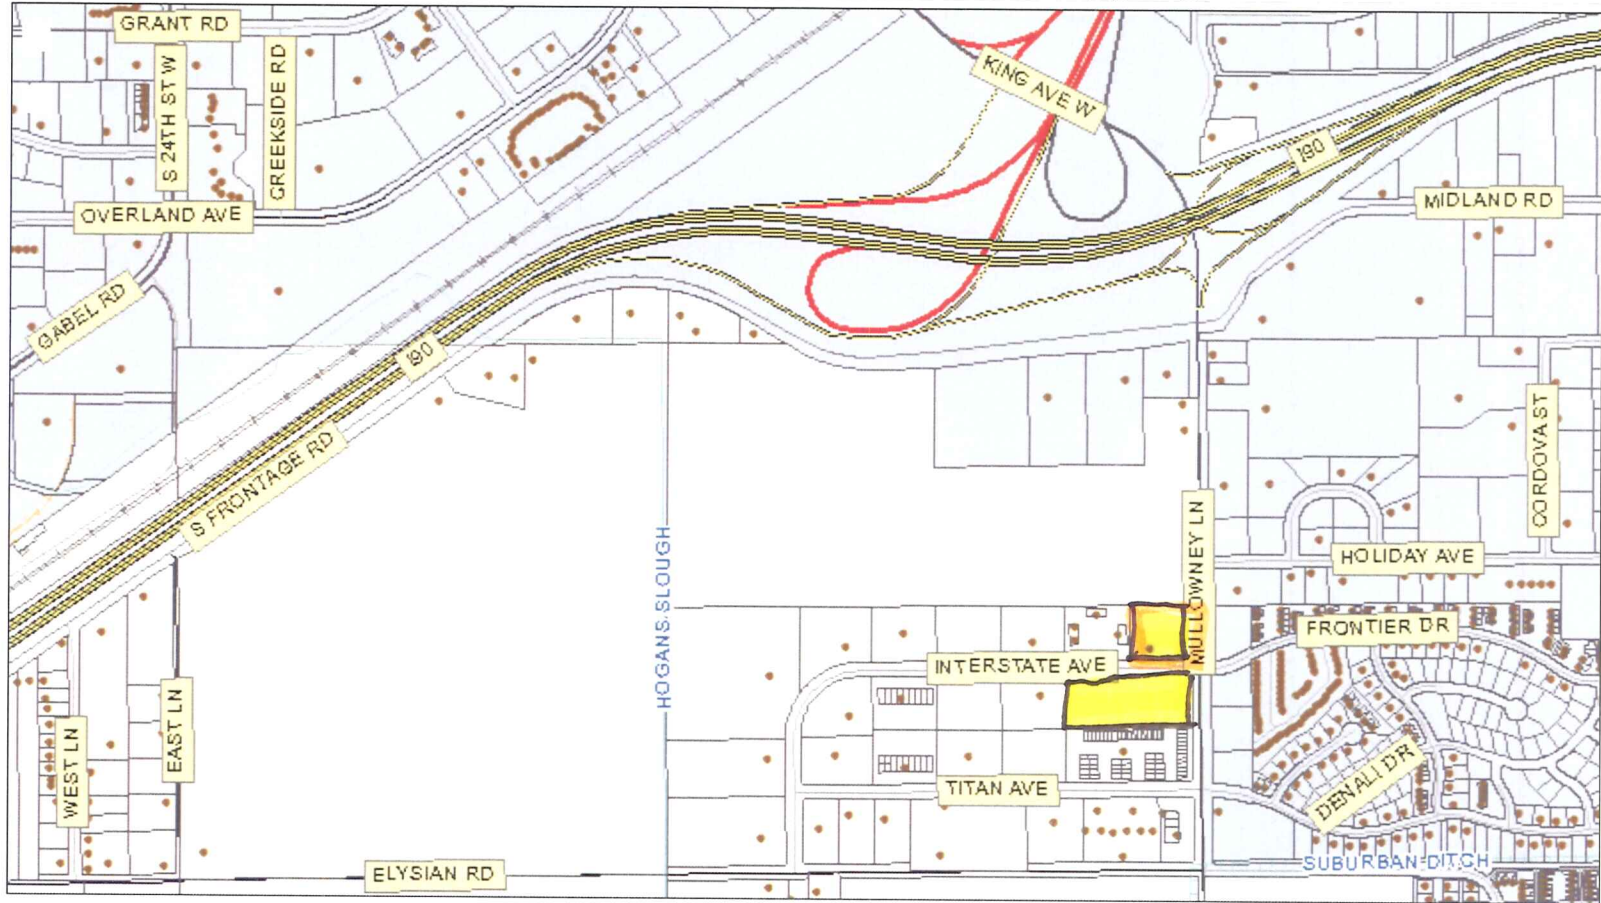 GRANT RD
S 24TH ST W
CREEKSIDE RD
KING AVE W
I90
OVERLAND AVE
MIDLAND RD
GABEL RD
I90
S FRONTAGE RD
CORDOVA ST
HOGANS SLOUGH
MULLOWNEY LN
HOLIDAY AVE
FRONTIER DR
INTERSTATE AVE
WEST LN
EAST LN
TITAN AVE
DENALI DR
ELYSIAN RD
SUBURBAN DITCH